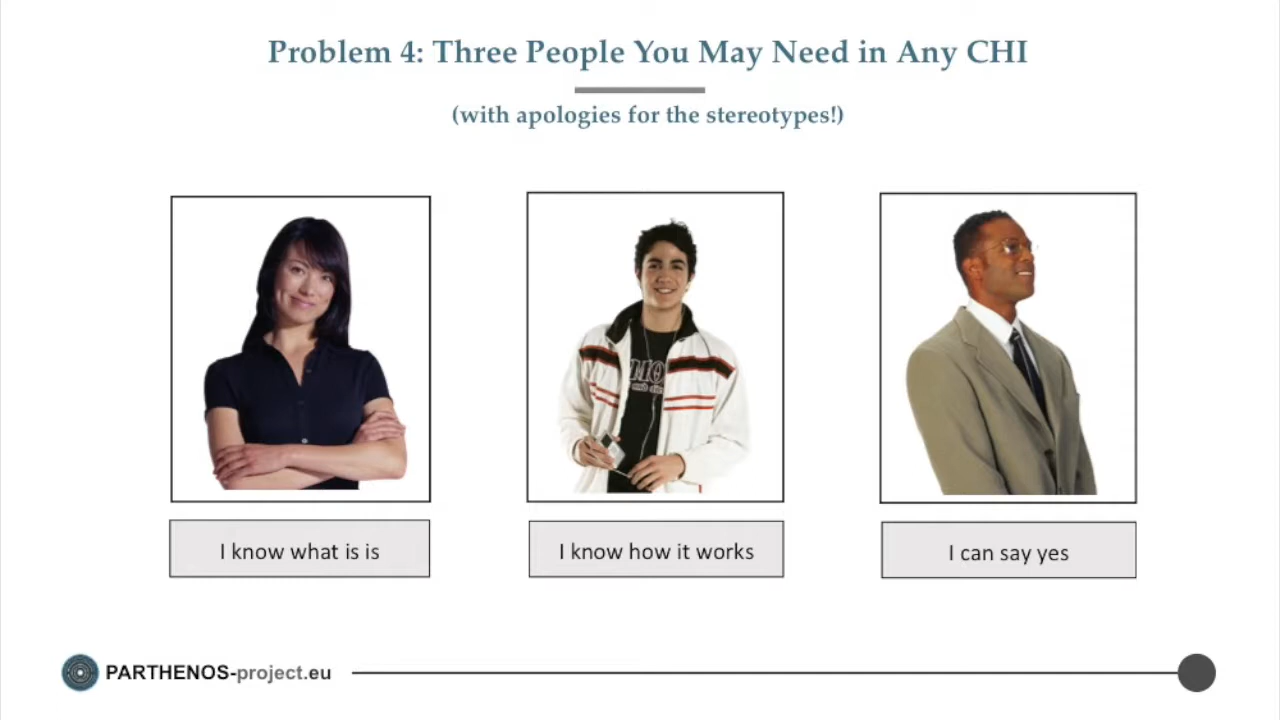 Problem 4: Three People You May Need in Any CHI
(with apologies for the stereotypes!)
I know what is is
I know how it works
I can say yes
PARTHENOS-project.eu